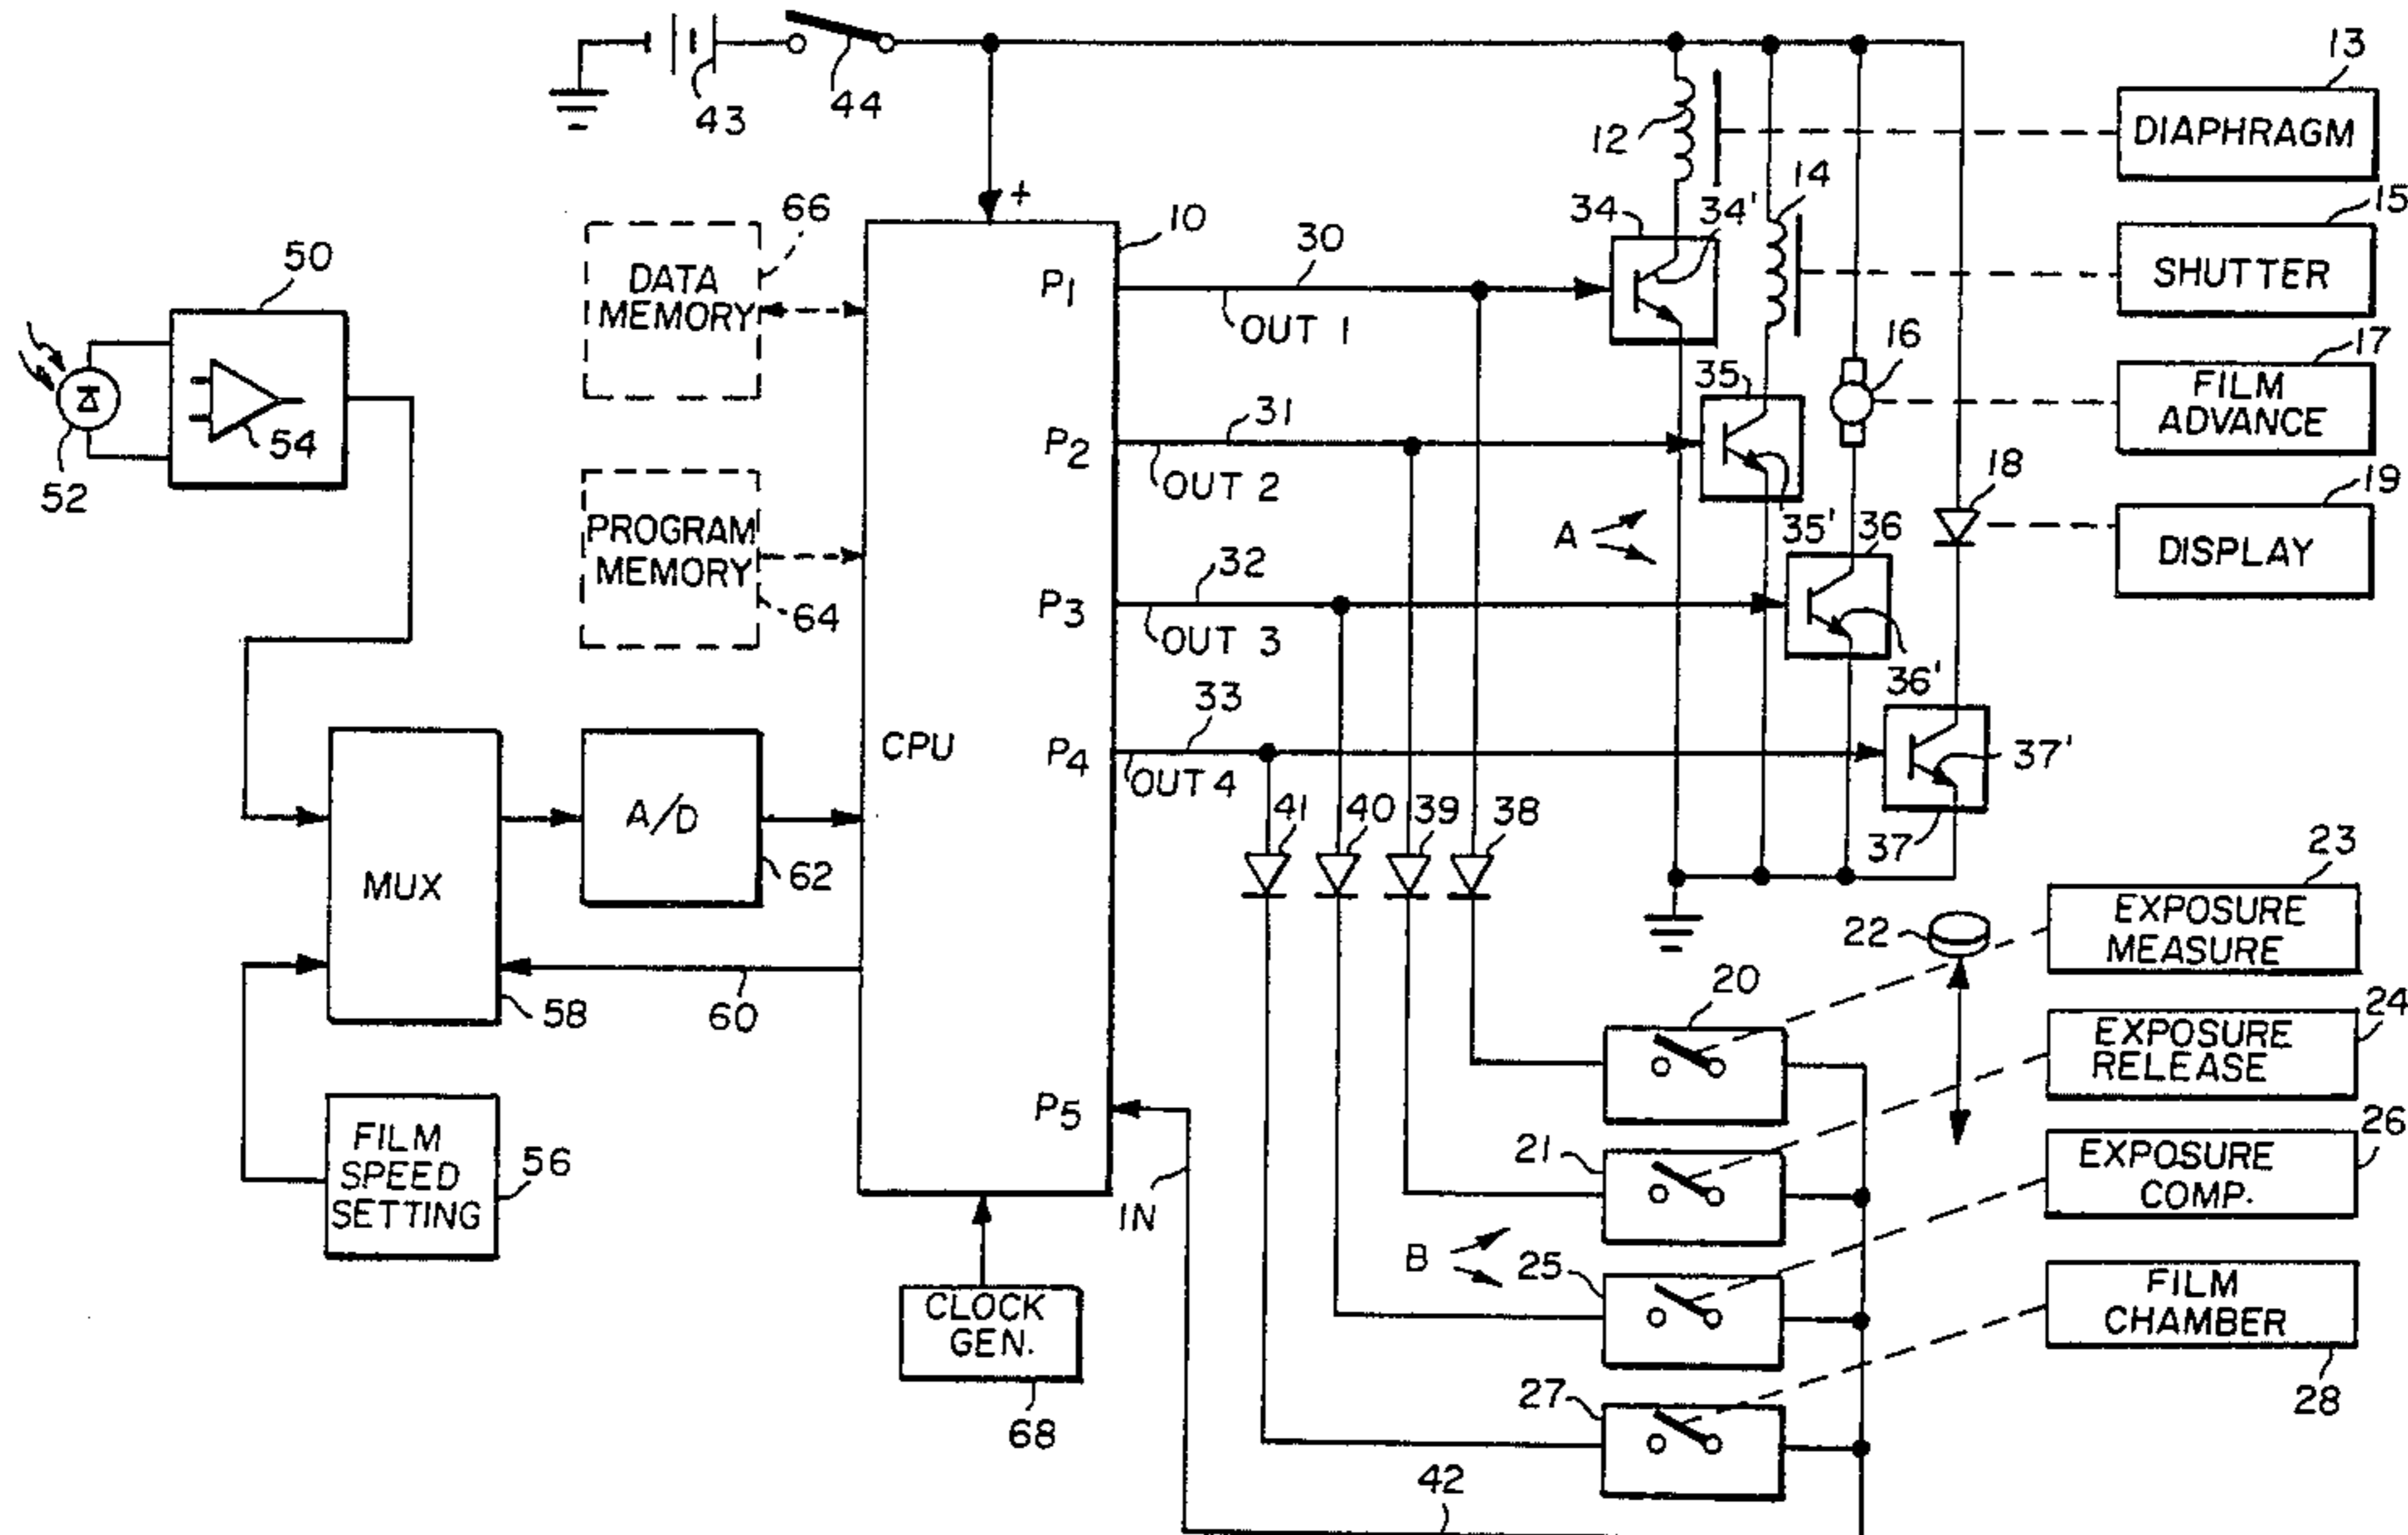 43
44
+
12
14
13
DIAPHRAGM
15
SHUTTER
16
17
FILM
ADVANCE
18
19
DISPLAY
66
DATA
MEMORY
PROGRAM
MEMORY
64
10
CPU
P1
30
OUT 1
34
34'
P2
31
OUT 2
35
35'
A
P3
32
OUT 3
36
36'
P4
33
OUT 4
37'
37
50
52
54
MUX
58
A/D
62
60
FILM
SPEED
SETTING
56
41
40
39
38
P5
IN
CLOCK
GEN.
68
22
23
EXPOSURE
MEASURE
20
24
EXPOSURE
RELEASE
21
26
EXPOSURE
COMP.
B
25
FILM
CHAMBER
28
27
42